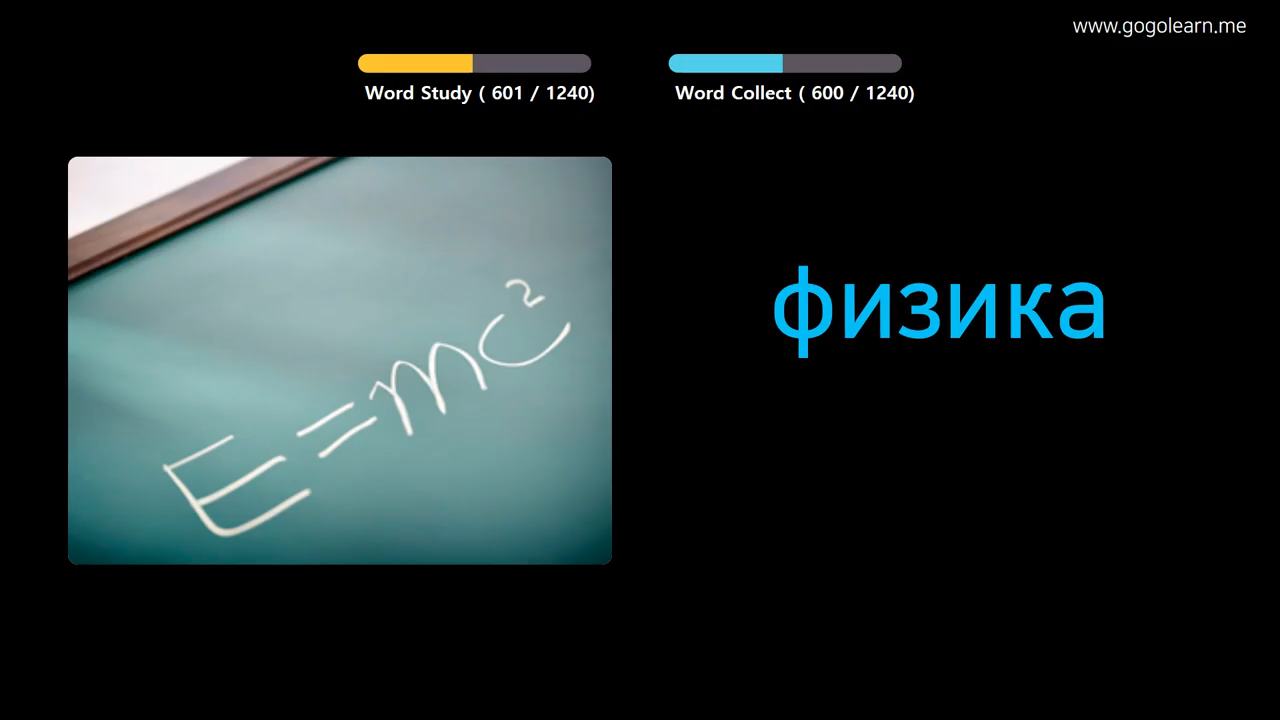 www.gogolearn.me
Word Study ( 601 / 1240)
Word Collect ( 600 / 1240)
физика
E=mc²